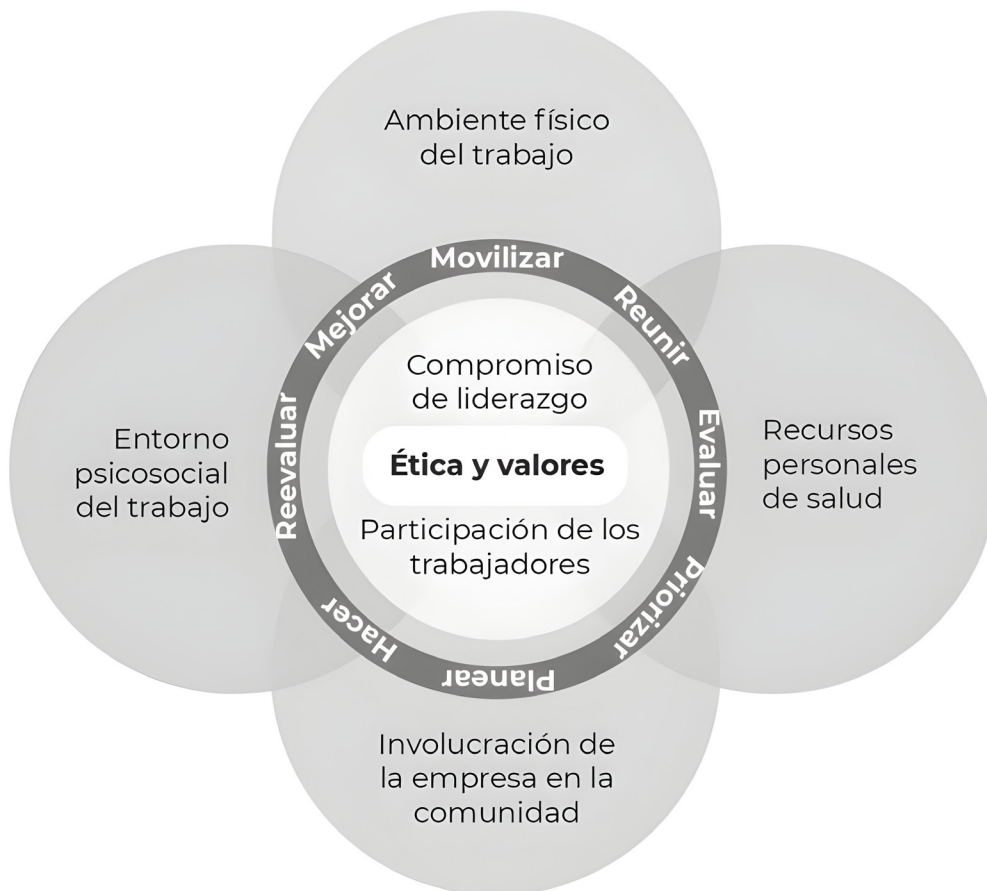 Ambiente físico
del trabajo
Movilizar
Reunir
Evaluar
Priorizar
Planear
Hacer
Reevaluar
Mejorar
Compromiso
de liderazgo
Ética y valores
Participación de los
trabajadores
Entorno
psicosocial
del trabajo
Recursos
personales
de salud
Involucración de
la empresa en la
comunidad